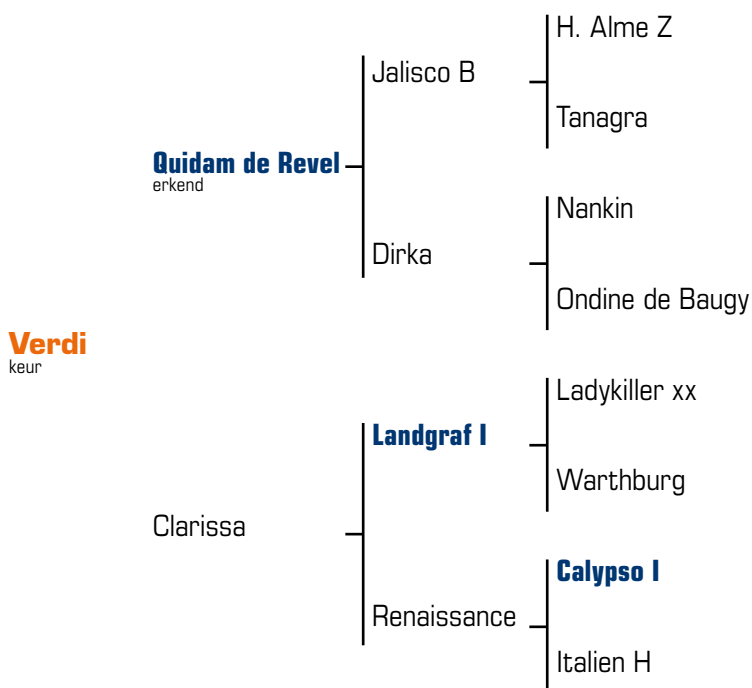 H. Alme Z
Jalisco B
Tanagra
Quidam de Revel
erkend
Nankin
Dirka
Ondine de Baugy
Verdi
keur
Ladykiller xx
Landgraf I
Warthburg
Clarissa
Calypso I
Renaissance
Italien H